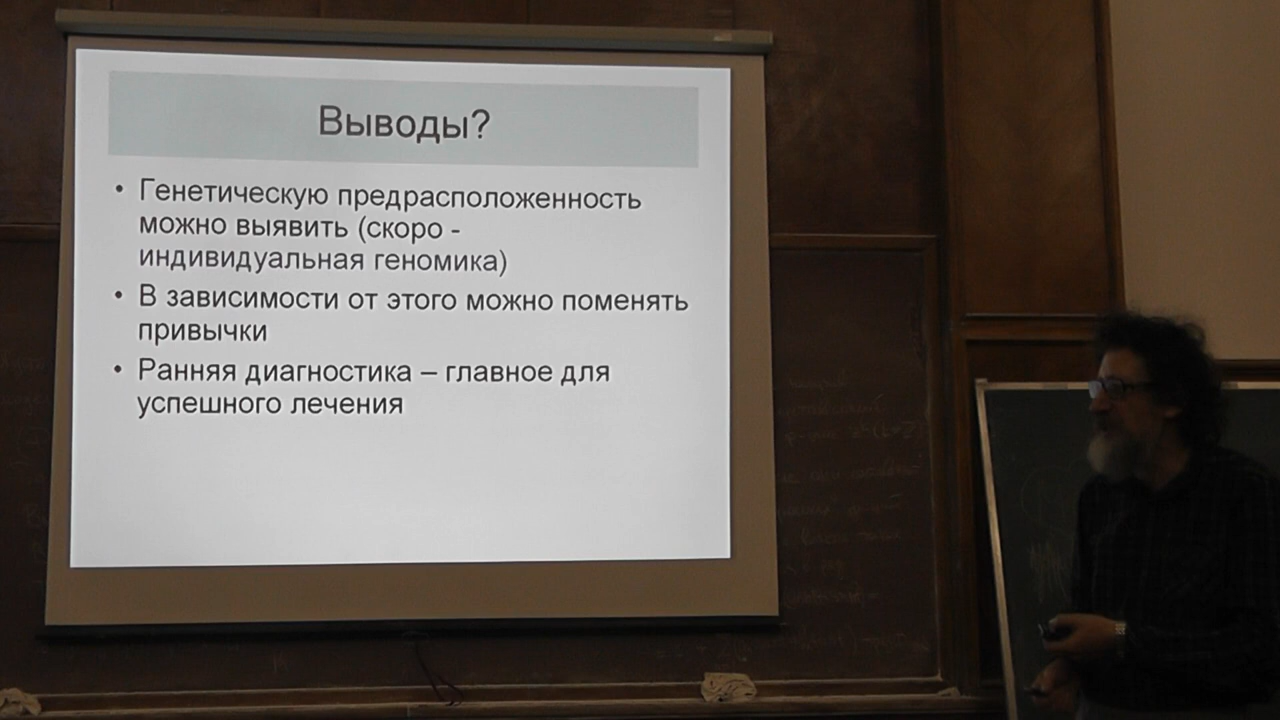 Выводы?
• Генетическую предрасположенность
можно выявить (скоро -
индивидуальная геномика)
• В зависимости от этого можно поменять
привычки
• Ранняя диагностика – главное для
успешного лечения